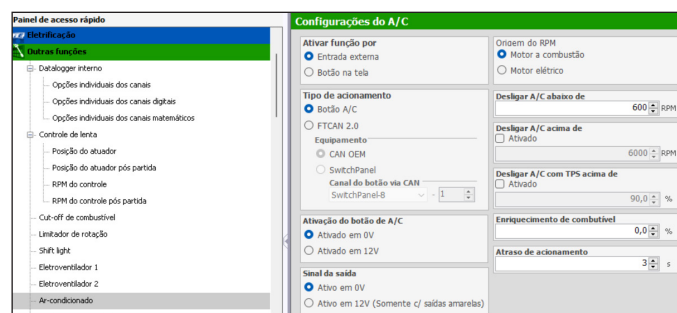 Painel de acesso rápido
Eletrificação
Outras funções
Datalogger interno
Opções individuais dos canais
Opções individuais dos canais digitais
Opções individuais dos canais matemáticos
Controle de lenta
Posição do atuador
Posição do atuador pós partida
RPM do controle
RPM do controle pós partida
Cut-off de combustível
Limitador de rotação
Shift light
Eletroventilador 1
Eletroventilador 2
Ar-condicionado
Configurações do A/C
Ativar função por
Entrada externa
Botão na tela
Tipo de acionamento
Botão A/C
FTCAN 2.0
Equipamento
CAN OEM
SwitchPanel
Canal do botão via CAN
SwitchPanel-8 - 1
Ativação do botão de A/C
Ativado em 0V
Ativado em 12V
Sinal da saída
Ativo em 0V
Ativo em 12V (Somente c/ saídas amarelas)
Origem do RPM
Motor a combustão
Motor elétrico
Desligar A/C abaixo de
600 RPM
Desligar A/C acima de
Ativado
6000 RPM
Desligar A/C com TPS acima de
Ativado
90,0 %
Enriquecimento de combutível
0,0 %
Atraso de acionamento
3 s